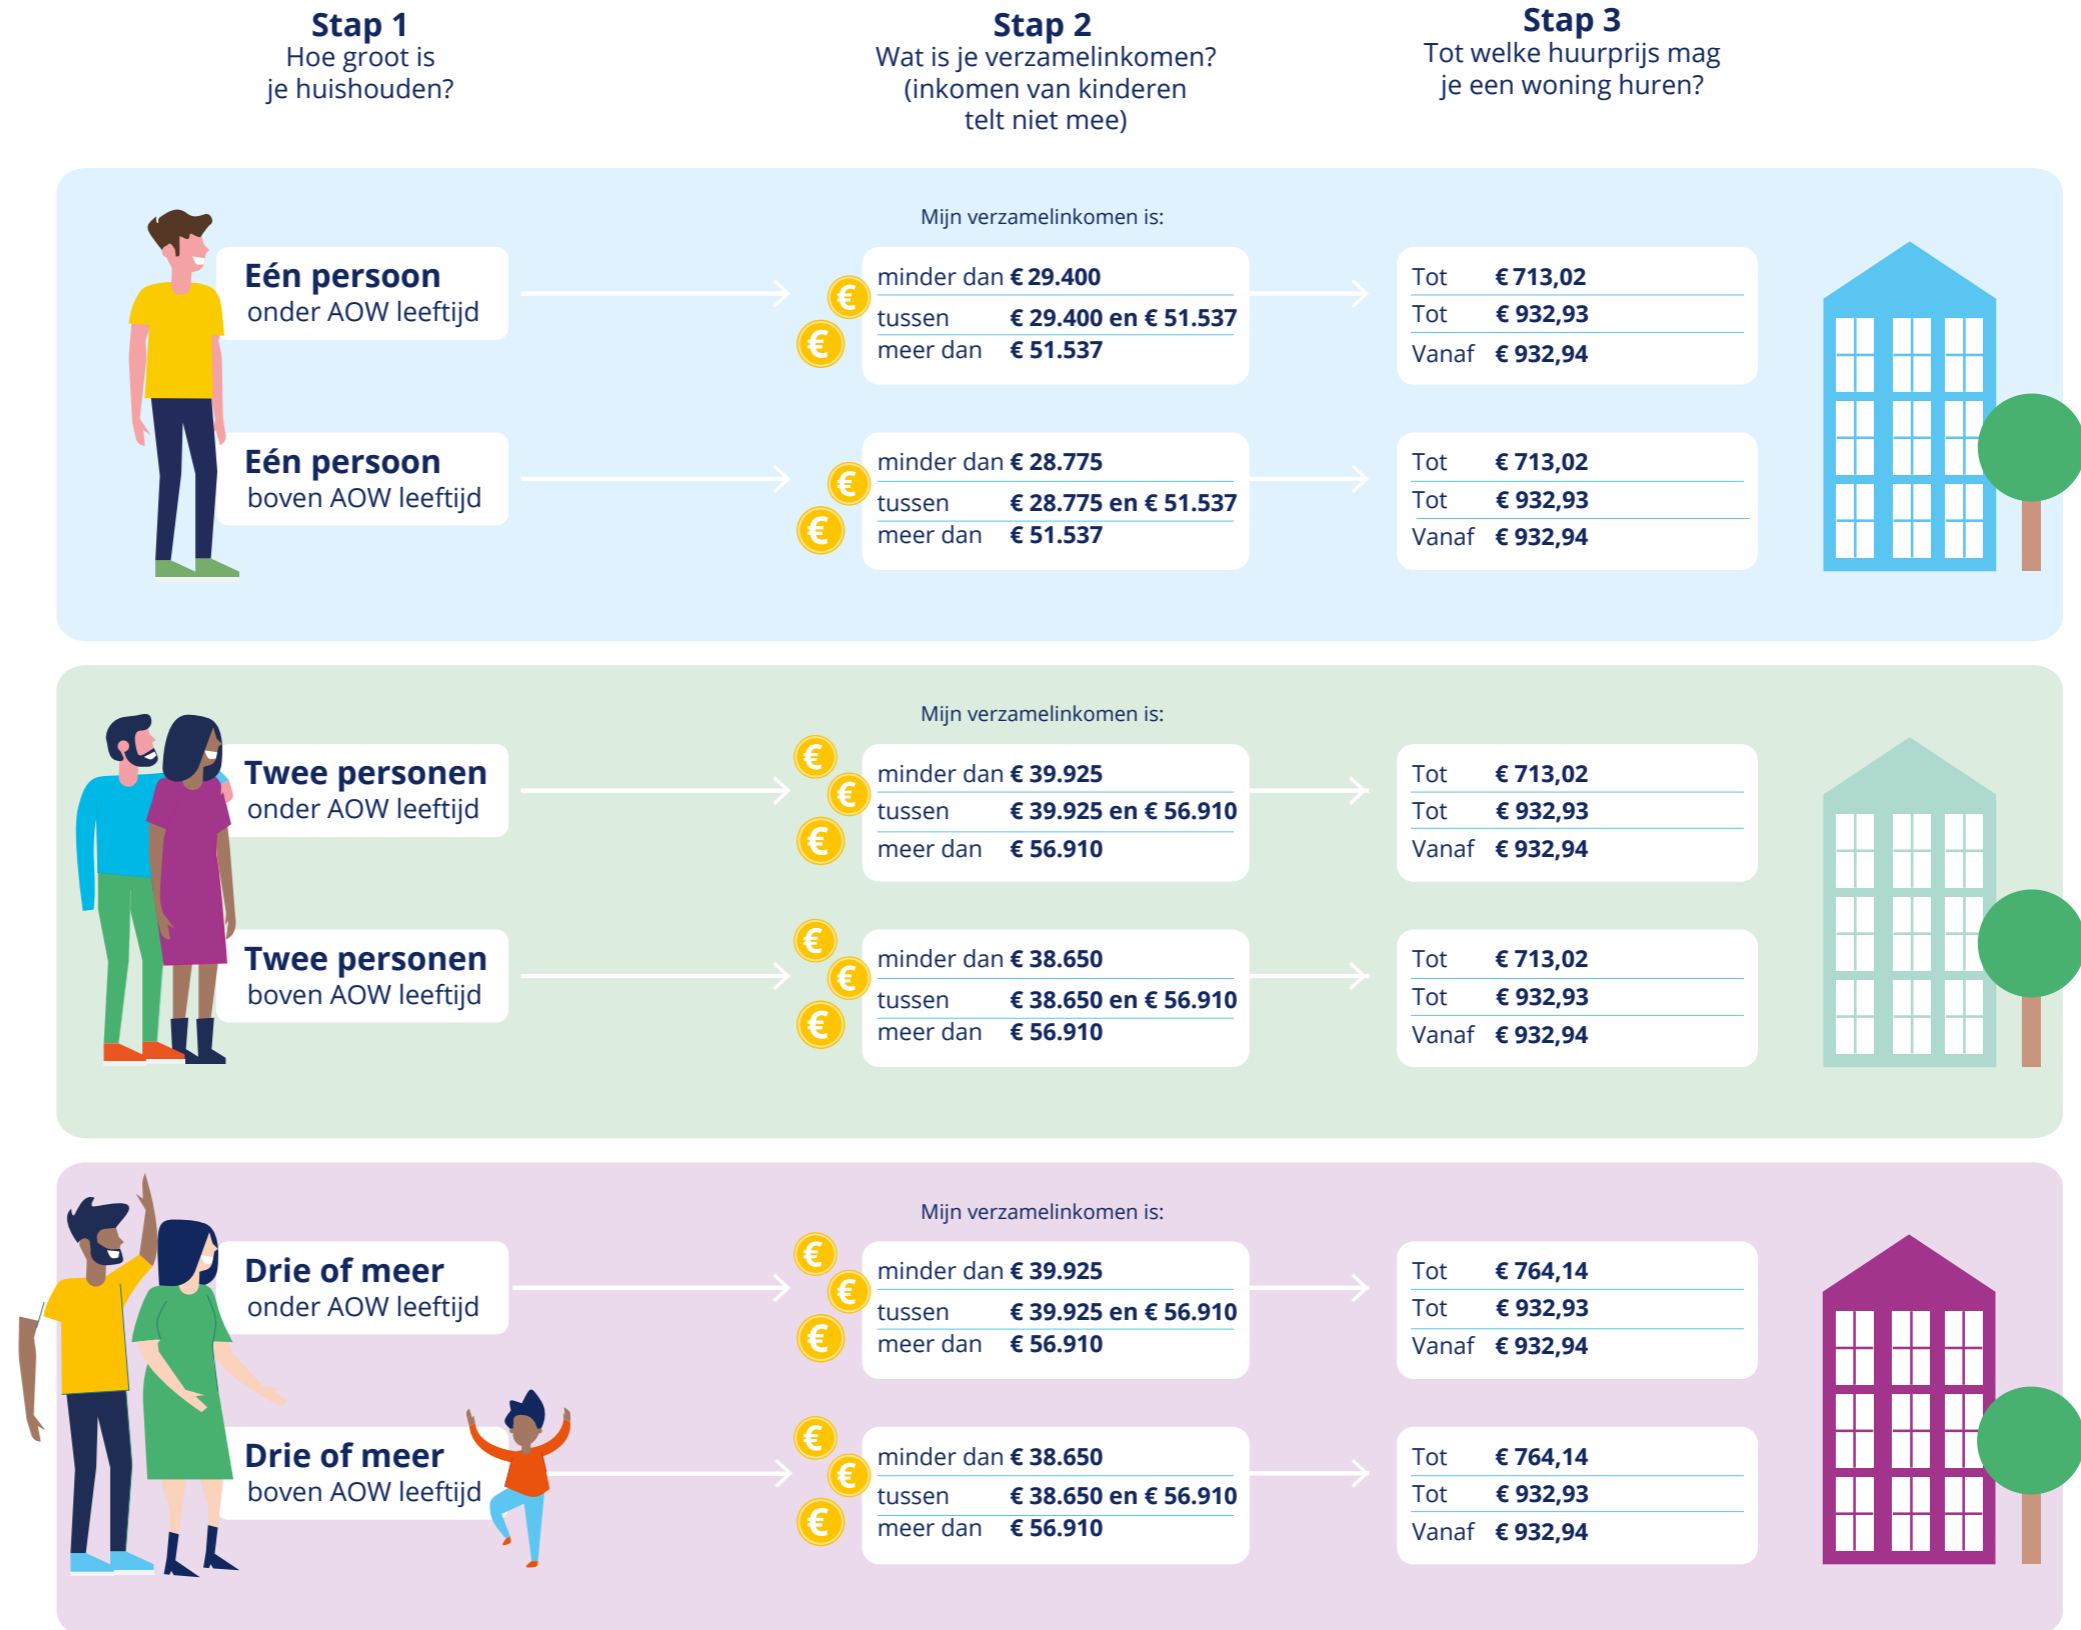 Stap 1
Hoe groot is
je huishouden?
Stap 2
Wat is je verzamelinkomen?
(inkomen van kinderen
telt niet mee)
Stap 3
Tot welke huurprijs mag
je een woning huren?
Mijn verzamelinkomen is:
Eén persoon
onder AOW leeftijd
minder dan € 29.400
tussen € 29.400 en € 51.537
meer dan € 51.537
Tot € 713,02
Tot € 932,93
Vanaf € 932,94
Eén persoon
boven AOW leeftijd
minder dan € 28.775
tussen € 28.775 en € 51.537
meer dan € 51.537
Tot € 713,02
Tot € 932,93
Vanaf € 932,94
Mijn verzamelinkomen is:
Twee personen
onder AOW leeftijd
minder dan € 39.925
tussen € 39.925 en € 56.910
meer dan € 56.910
Tot € 713,02
Tot € 932,93
Vanaf € 932,94
Twee personen
boven AOW leeftijd
minder dan € 38.650
tussen € 38.650 en € 56.910
meer dan € 56.910
Tot € 713,02
Tot € 932,93
Vanaf € 932,94
Mijn verzamelinkomen is:
Drie of meer
onder AOW leeftijd
minder dan € 39.925
tussen € 39.925 en € 56.910
meer dan € 56.910
Tot € 764,14
Tot € 932,93
Vanaf € 932,94
Drie of meer
boven AOW leeftijd
minder dan € 38.650
tussen € 38.650 en € 56.910
meer dan € 56.910
Tot € 764,14
Tot € 932,93
Vanaf € 932,94